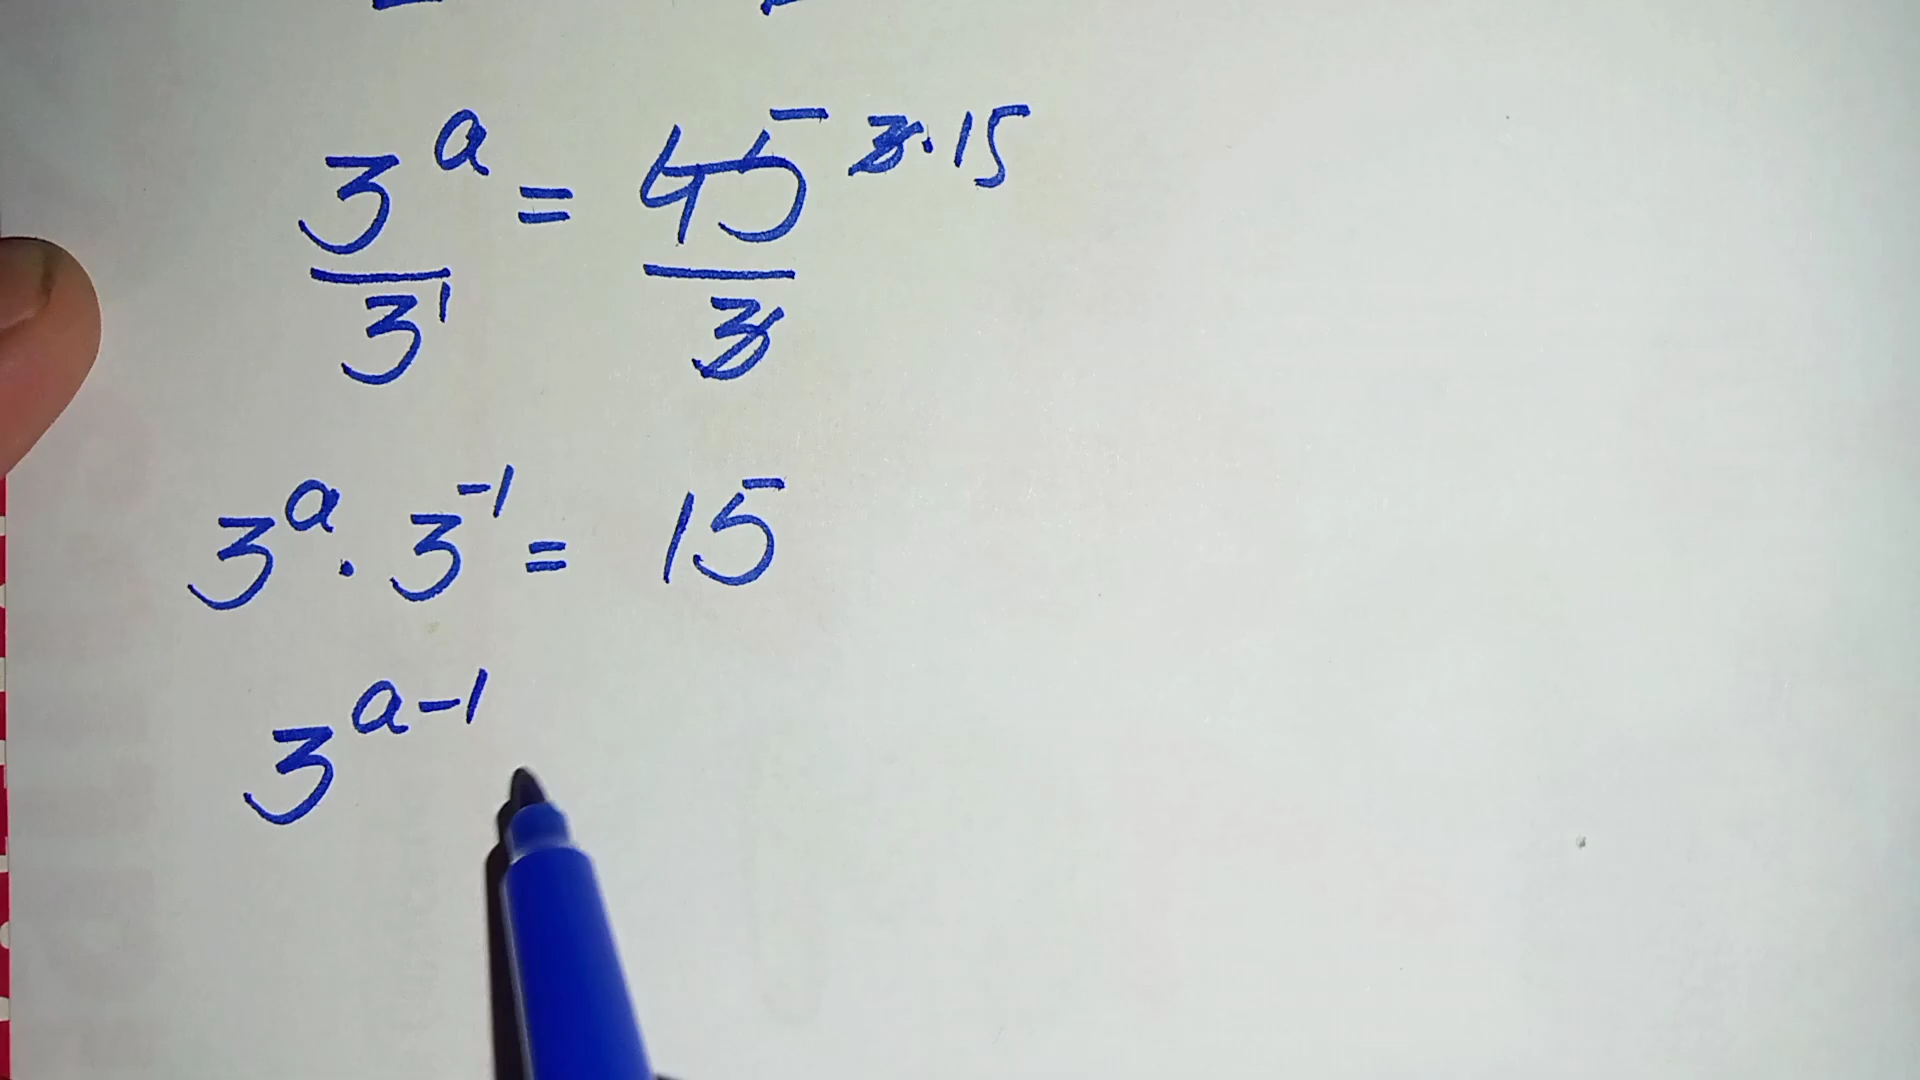 3^a = 45 3·15
3^1 3
3^a · 3^-1 = 15
3^a-1